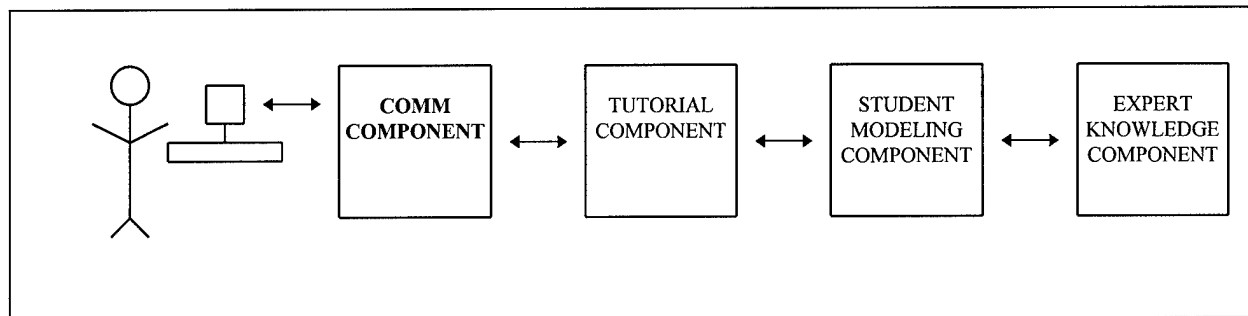 COMM
COMPONENT
TUTORIAL
COMPONENT
STUDENT
MODELING
COMPONENT
EXPERT
KNOWLEDGE
COMPONENT